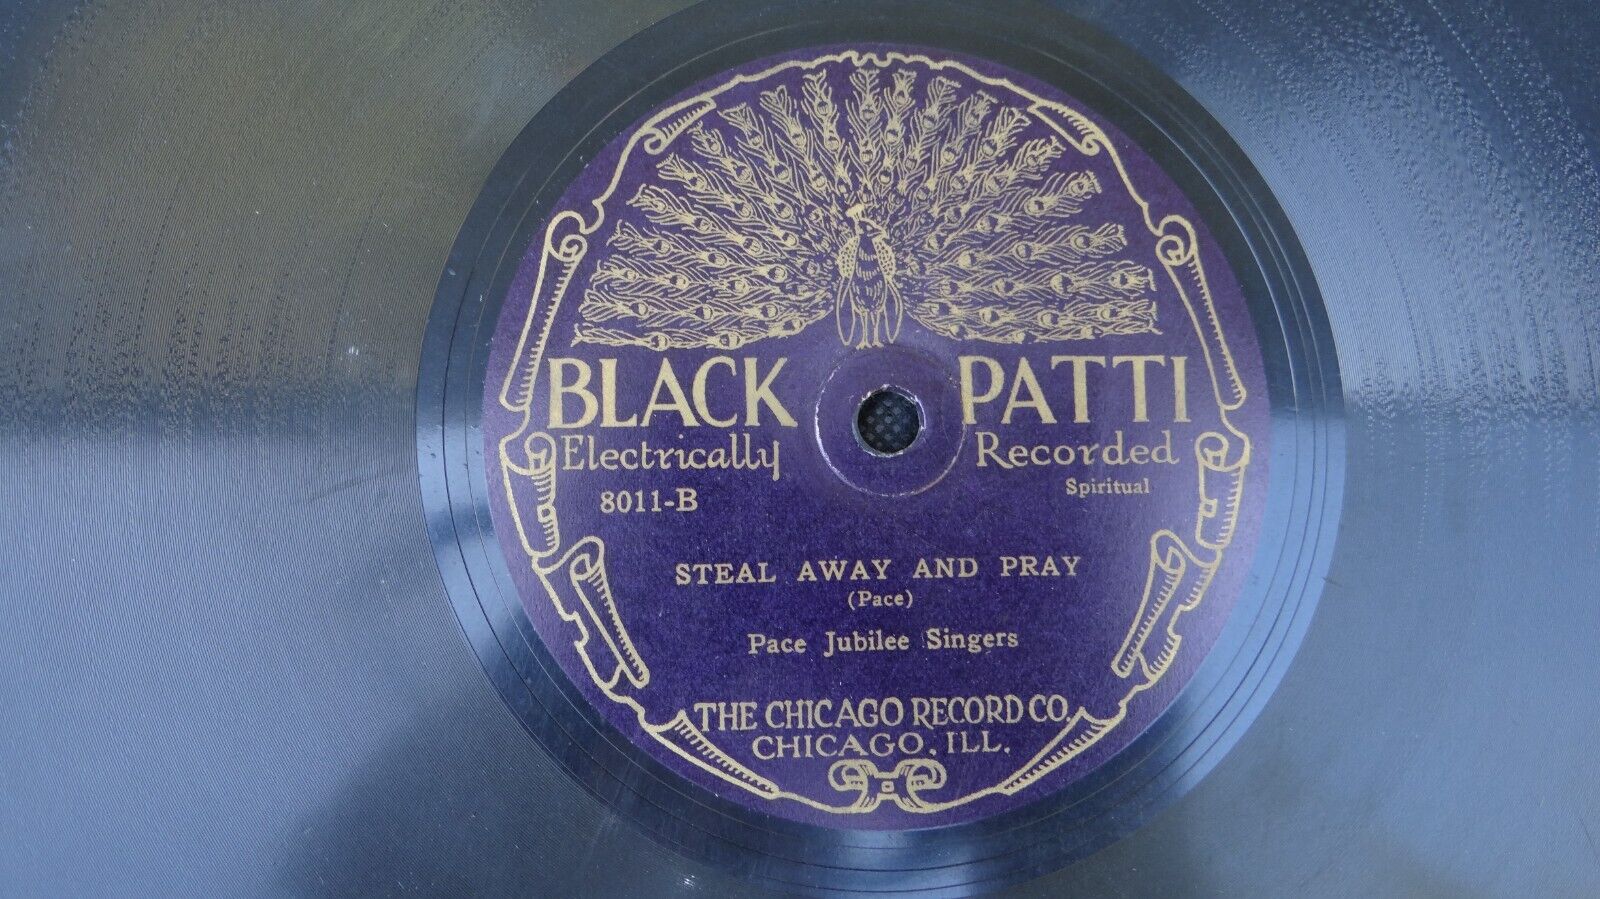 BLACK PATTI
Electrically Recorded
8011-B
Spiritual
STEAL AWAY AND PRAY
(Pace)
Pace Jubilee Singers
THE CHICAGO RECORD CO.
CHICAGO, ILL.